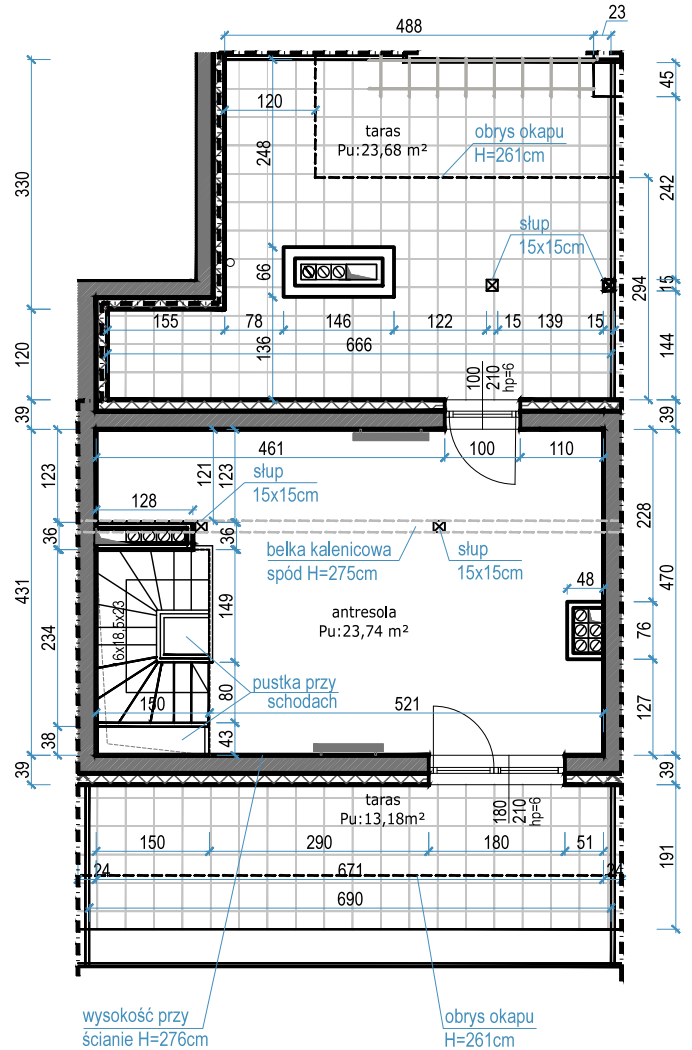 488
23
45
120
taras
Pu:23,68 m²
obrys okapu
H=261cm
248
330
242
słup
15x15cm
66
294
15
155
78
146
122
15
139
15
136
666
120
144
100
210
hp=6
39
39
461
100
110
121
123
123
słup
15x15cm
128
228
36
36
belka kalenicowa
spód H=275cm
słup
15x15cm
431
470
48
149
antresola
Pu:23,74 m²
6x18,5x23
76
234
pustka przy
schodach
80
150
521
127
38
43
39
39
taras
Pu:13,18m²
180
210
hp=6
150
290
180
51
191
24
671
24
690
wysokość przy
ścianie H=276cm
obrys okapu
H=261cm